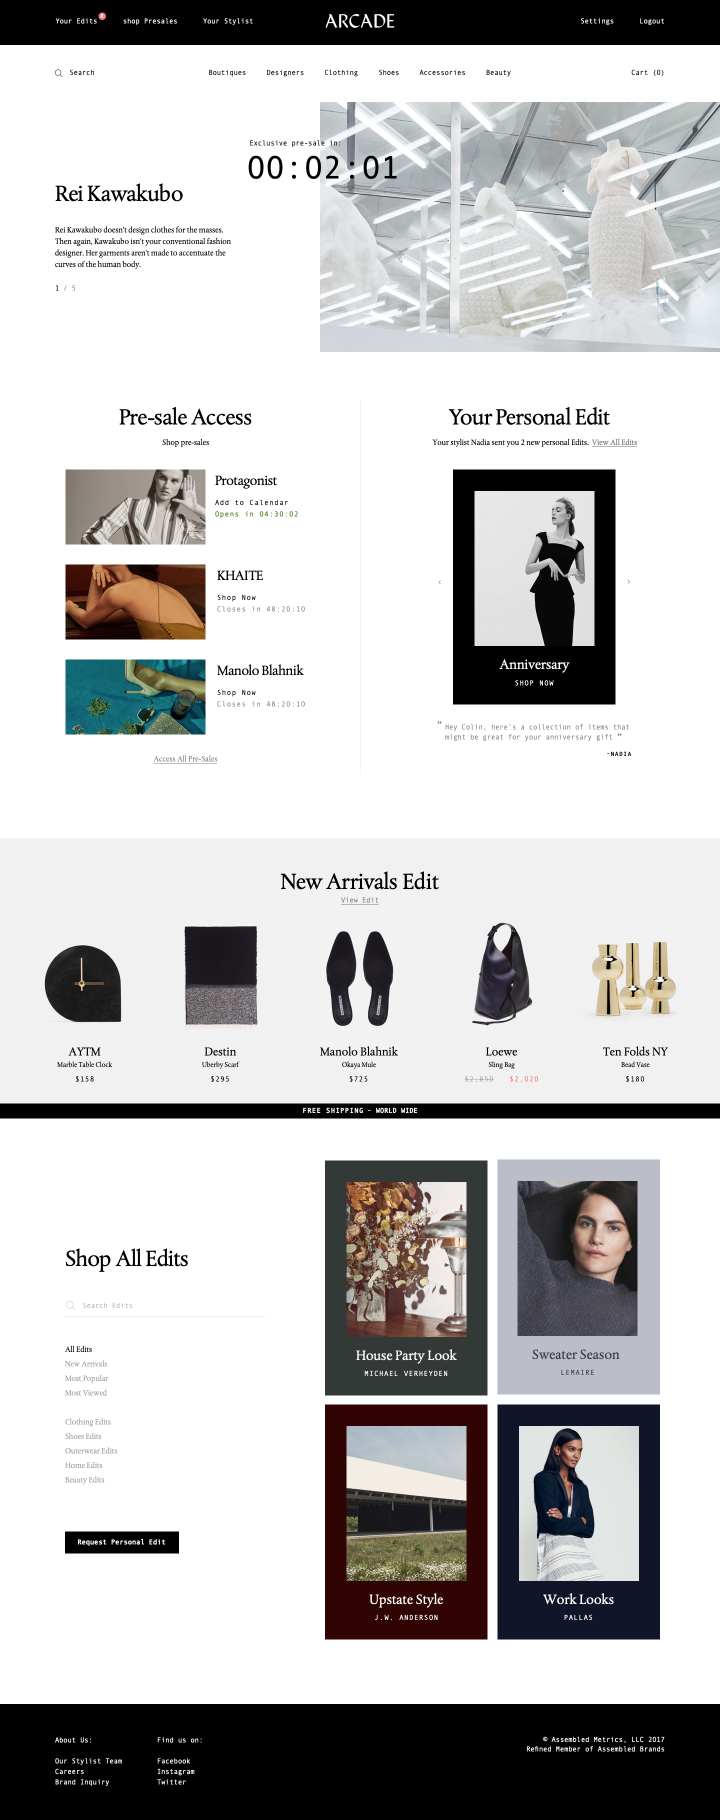 Your Edits 2 shop Presales Your Stylist ARCADE Settings Logout
Search Boutiques Designers Clothing Shoes Accessories Beauty Cart (0)
Exclusive pre-sale in:
00:02:01
Rei Kawakubo
Rei Kawakubo doesn't design clothes for the masses.
Then again, Kawakubo isn't your conventional fashion
designer. Her garments aren't made to accentuate the
curves of the human body.
1 / 5
Pre-sale Access
Shop pre-sales
Protagonist
Add to Calendar
Opens in 04:30:02
KHAITE
Shop Now
Closes in 48:20:10
Manolo Blahnik
Shop Now
Closes in 48:20:10
Access All Pre-Sales
Your Personal Edit
Your stylist Nadia sent you 2 new personal Edits. View All Edits
Anniversary
SHOP NOW
" Hey Colin, here's a collection of items that
might be great for your anniversary gift "
-NADIA
New Arrivals Edit
View Edit
AYTM
Marble Table Clock
$158
Destin
Uberby Scarf
$295
Manolo Blahnik
Okaya Mule
$725
Loewe
Sling Bag
$2,850 $2,020
Ten Folds NY
Bead Vase
$180
FREE SHIPPING - WORLD WIDE
Shop All Edits
Search Edits
All Edits
New Arrivals
Most Popular
Most Viewed
Clothing Edits
Shoes Edits
Outerwear Edits
Home Edits
Beauty Edits
Request Personal Edit
House Party Look
MICHAEL VERHEYDEN
Sweater Season
LEMAIRE
Upstate Style
J.W. ANDERSON
Work Looks
PALLAS
About Us:
Our Stylist Team
Careers
Brand Inquiry
Find us on:
Facebook
Instagram
Twitter
© Assembled Metrics, LLC 2017
Refined Member of Assembled Brands